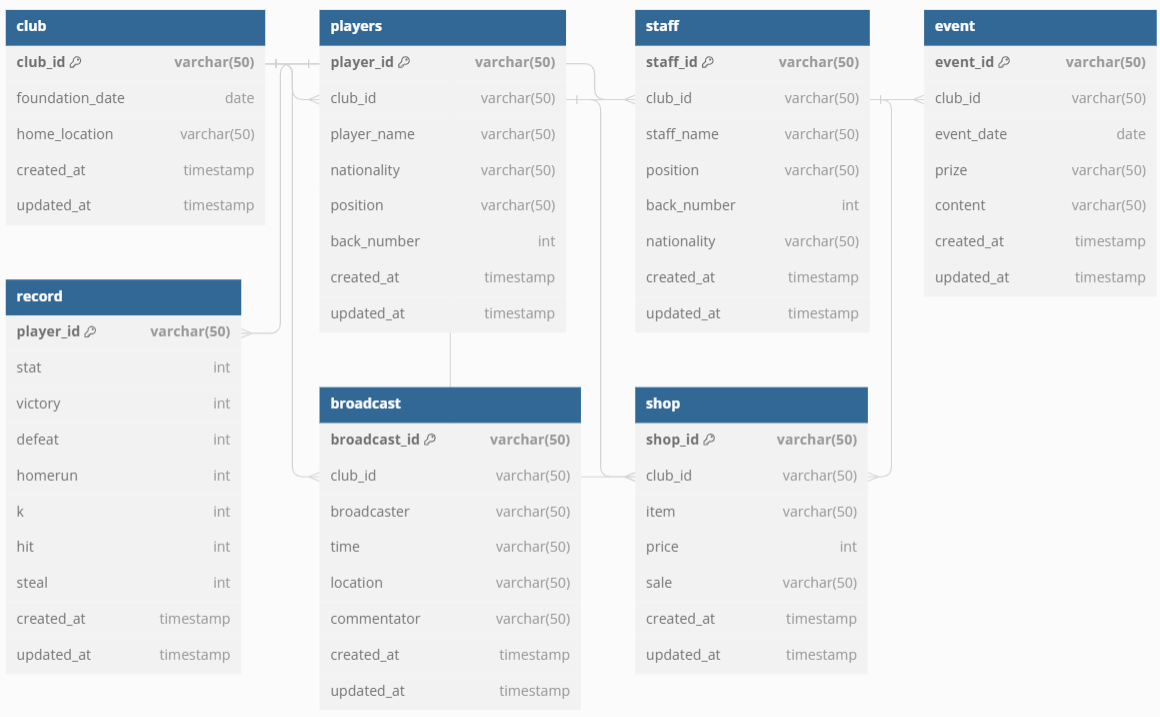 club
club_id varchar(50)
foundation_date date
home_location varchar(50)
created_at timestamp
updated_at timestamp
players
player_id varchar(50)
club_id varchar(50)
player_name varchar(50)
nationality varchar(50)
position varchar(50)
back_number int
created_at timestamp
updated_at timestamp
staff
staff_id varchar(50)
club_id varchar(50)
staff_name varchar(50)
position varchar(50)
back_number int
nationality varchar(50)
created_at timestamp
updated_at timestamp
event
event_id varchar(50)
club_id varchar(50)
event_date date
prize varchar(50)
content varchar(50)
created_at timestamp
updated_at timestamp
record
player_id varchar(50)
stat int
victory int
defeat int
homerun int
k int
hit int
steal int
created_at timestamp
updated_at timestamp
broadcast
broadcast_id varchar(50)
club_id varchar(50)
broadcaster varchar(50)
time varchar(50)
location varchar(50)
commentator varchar(50)
created_at timestamp
updated_at timestamp
shop
shop_id varchar(50)
club_id varchar(50)
item varchar(50)
price int
sale varchar(50)
created_at timestamp
updated_at timestamp